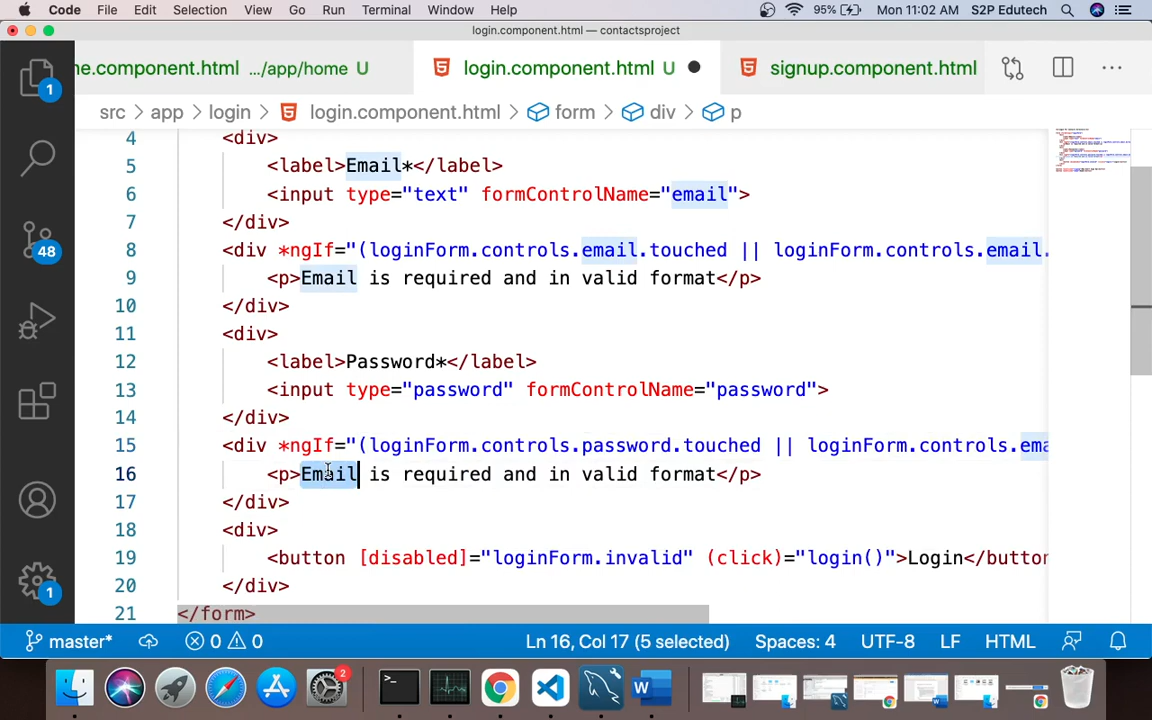 Code File Edit Selection View Go Run Terminal Window Help 95% Mon 11:02 AM S2P Edutech
login.component.html — contactsproject
me.component.html .../app/home U login.component.html U signup.component.html
src > app > login > login.component.html > form > div > p
4 <div>
5 <label>Email*</label>
6 <input type="text" formControlName="email">
7 </div>
8 <div *ngIf="(loginForm.controls.email.touched || loginForm.controls.email.
9 <p>Email is required and in valid format</p>
10 </div>
11 <div>
12 <label>Password*</label>
13 <input type="password" formControlName="password">
14 </div>
15 <div *ngIf="(loginForm.controls.password.touched || loginForm.controls.ema
16 <p>Email is required and in valid format</p>
17 </div>
18 <div>
19 <button [disabled]="loginForm.invalid" (click)="login()">Login</button
20 </div>
21 </form>
1
48
1
master* 0 0 Ln 16, Col 17 (5 selected) Spaces: 4 UTF-8 LF HTML
2